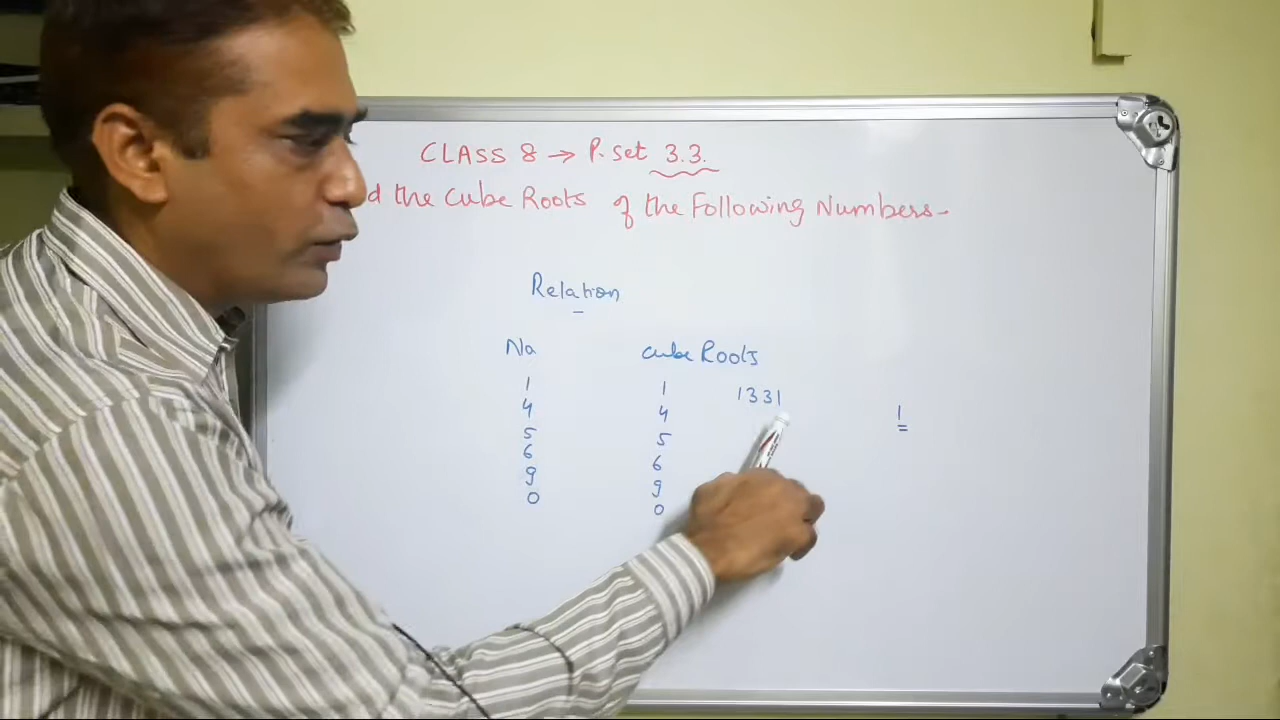 CLASS 8 → P. Set 3.3.
d the Cube Roots of the Following Numbers.
Relation
No cube Roots
1 1 1331 1
4 4
5 5
6 6
9 9
0 0